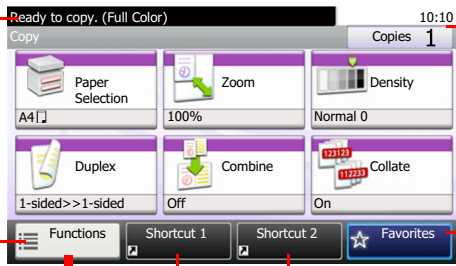 Ready to copy. (Full Color)
10:10
Copy
Copies 1
Paper
Selection
A4
Zoom
100%
Density
Normal 0
Duplex
1-sided>>1-sided
Combine
Off
123123
112233
Collate
On
Functions
Shortcut 1
Shortcut 2
Favorites